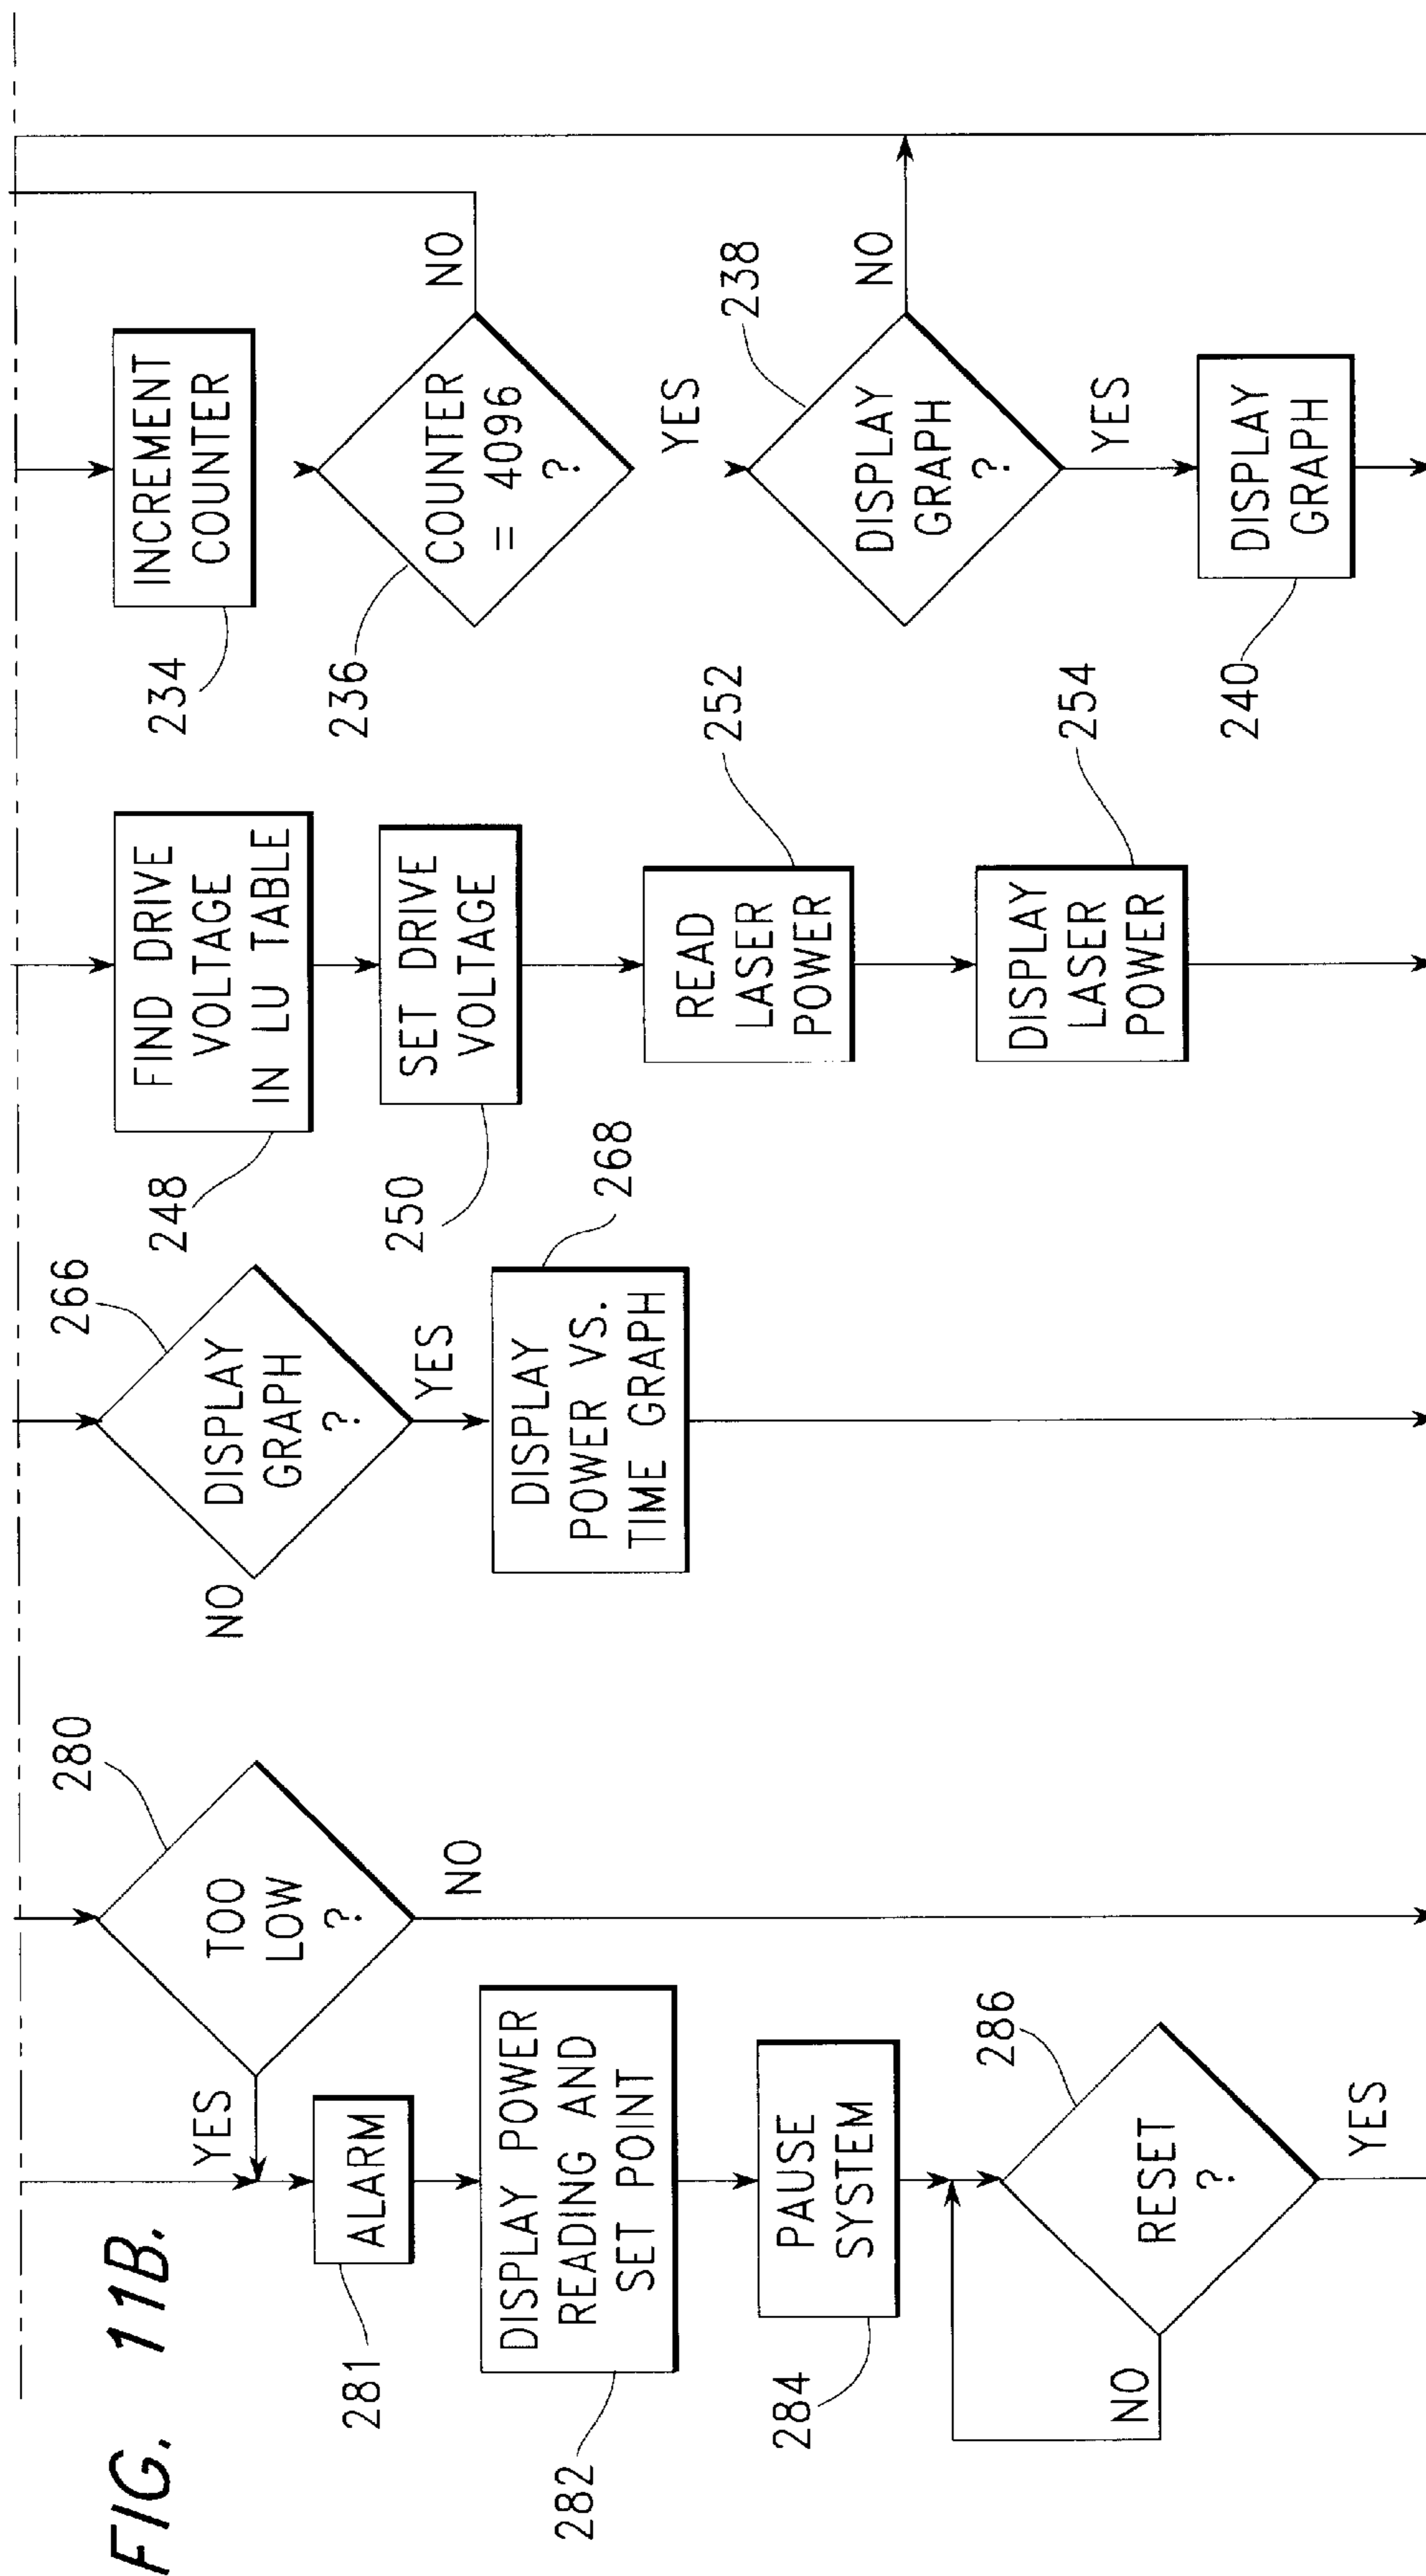 FIG. 11B.
280
TOO
LOW
?
YES
NO
281
ALARM
282
DISPLAY POWER
READING AND
SET POINT
284
PAUSE
SYSTEM
286
RESET
?
NO
YES
266
DISPLAY
GRAPH
?
NO
YES
268
DISPLAY
POWER VS.
TIME GRAPH
248
FIND DRIVE
VOLTAGE
IN LU TABLE
250
SET DRIVE
VOLTAGE
252
READ
LASER
POWER
254
DISPLAY
LASER
POWER
234
INCREMENT
COUNTER
236
COUNTER
= 4096
?
NO
YES
238
DISPLAY
GRAPH
?
NO
YES
240
DISPLAY
GRAPH